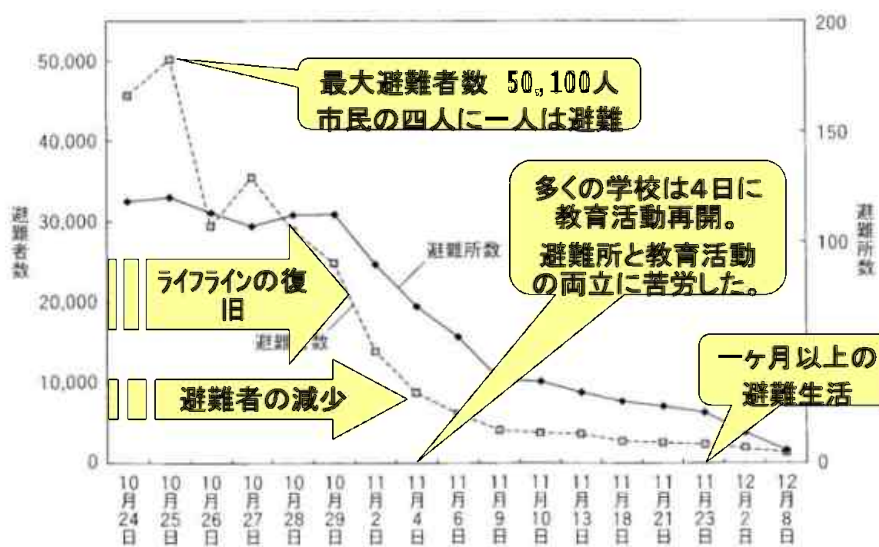 200
50,000
40,000
30,000
20,000
10,000
0
避難者数
最大避難者数 50,100人
市民の四人に一人は避難
多くの学校は4日に
教育活動再開。
避難所と教育活動
の両立に苦労した。
150
100
0
避難所数
避難所数
ライフラインの復
旧
避難者の減少
一ヶ月以上の
避難生活
10月24日
10月25日
10月26日
10月27日
10月28日
10月29日
11月2日
11月4日
11月6日
11月9日
11月10日
11月13日
11月18日
11月21日
11月23日
12月2日
12月8日